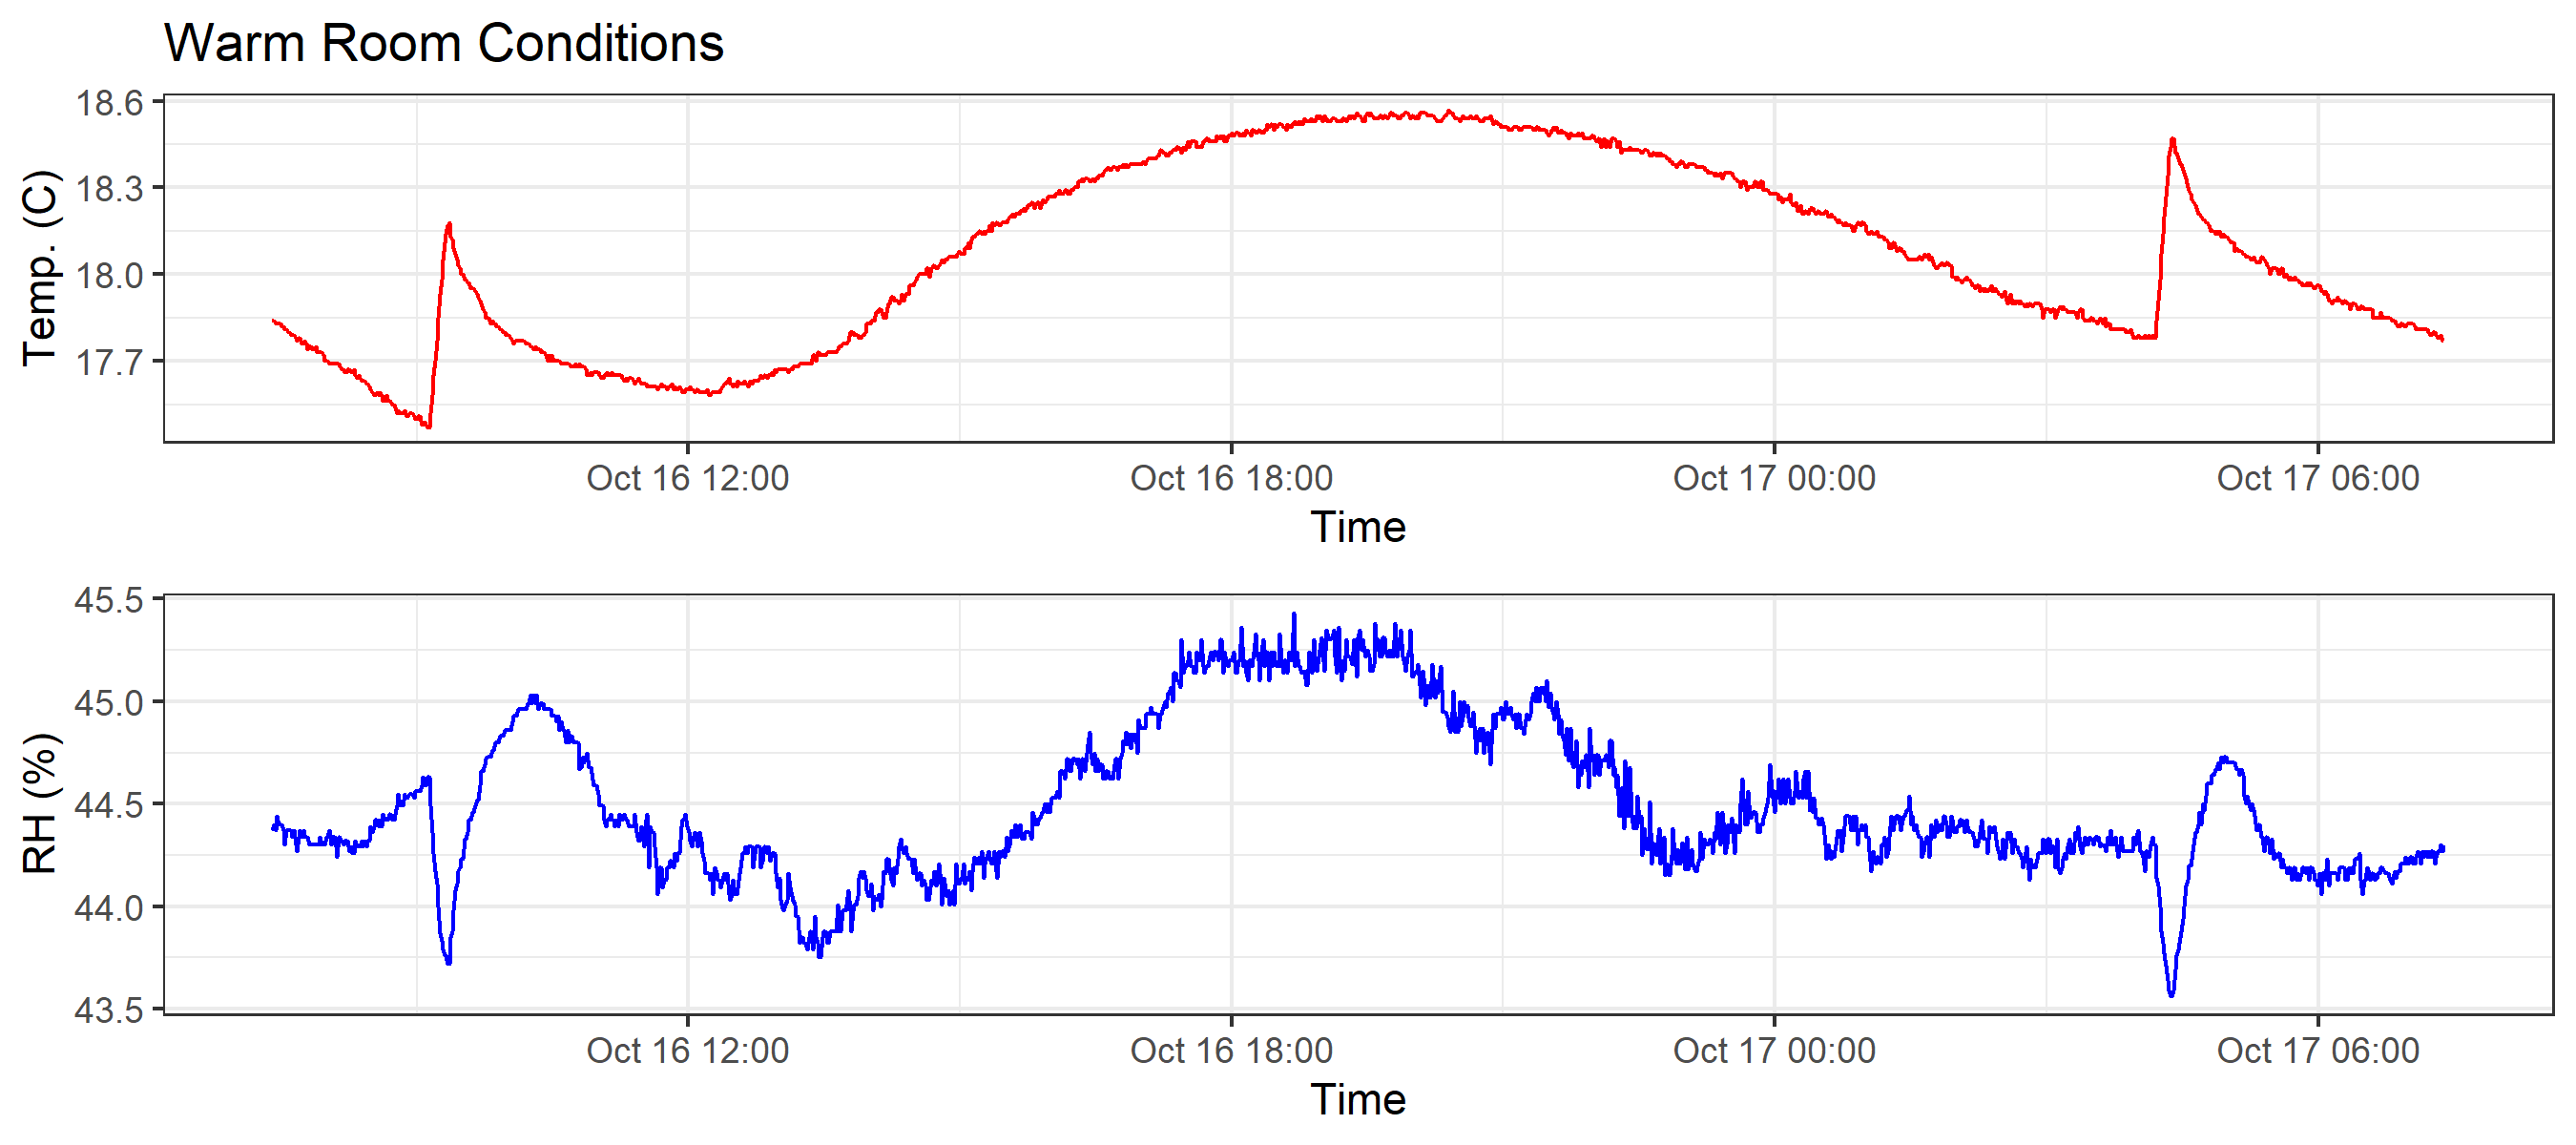 Warm Room Conditions
18.6
18.3
18.0
17.7
Temp. (C)
Oct 16 12:00 Oct 16 18:00 Oct 17 00:00 Oct 17 06:00
Time
45.5
45.0
44.5
44.0
43.5
RH (%)
Oct 16 12:00 Oct 16 18:00 Oct 17 00:00 Oct 17 06:00
Time